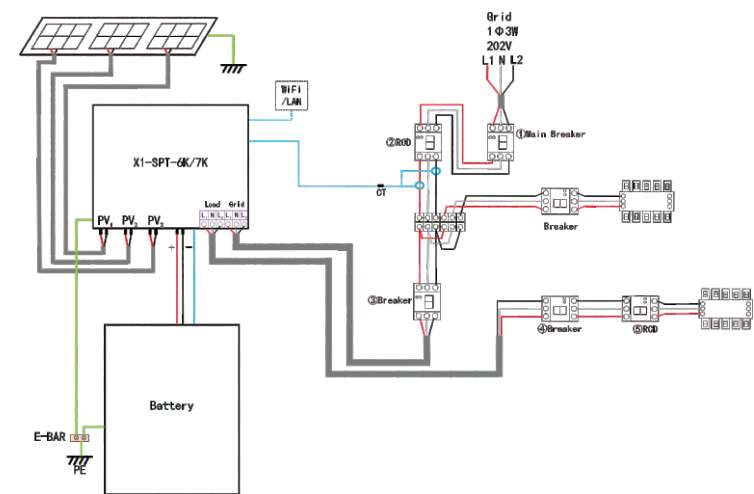 Grid
1Φ3W
202V
L1 N L2
WiFi
/LAN
①Main Breaker
②RCD
X1-SPT-6K/7K
CT
Load Grid
L N L L N L
PV1 PV2 PV3
+ −
Breaker
③Breaker
④Breaker
⑤RCD
Battery
E-BAR
PE